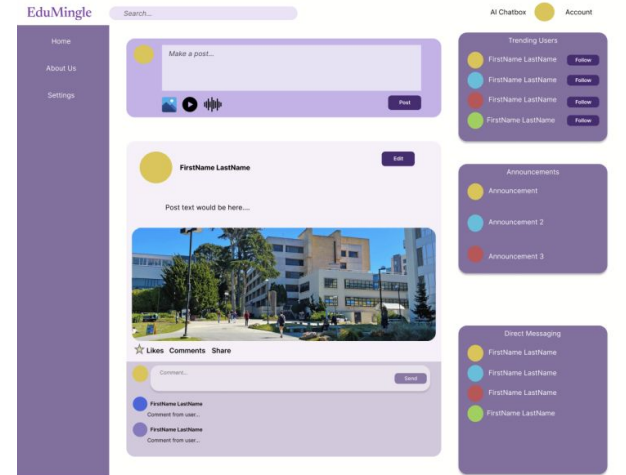 EduMingle
Search...
AI Chatbox
Account
Home
About Us
Settings
Make a post...
Post
FirstName LastName
Edit
Post text would be here....
Likes Comments Share
Comment...
Send
FirstName LastName
Comment from user...
FirstName LastName
Comment from user...
Trending Users
FirstName LastName Follow
FirstName LastName Follow
FirstName LastName Follow
FirstName LastName Follow
Announcements
Announcement
Announcement 2
Announcement 3
Direct Messaging
FirstName LastName
FirstName LastName
FirstName LastName
FirstName LastName